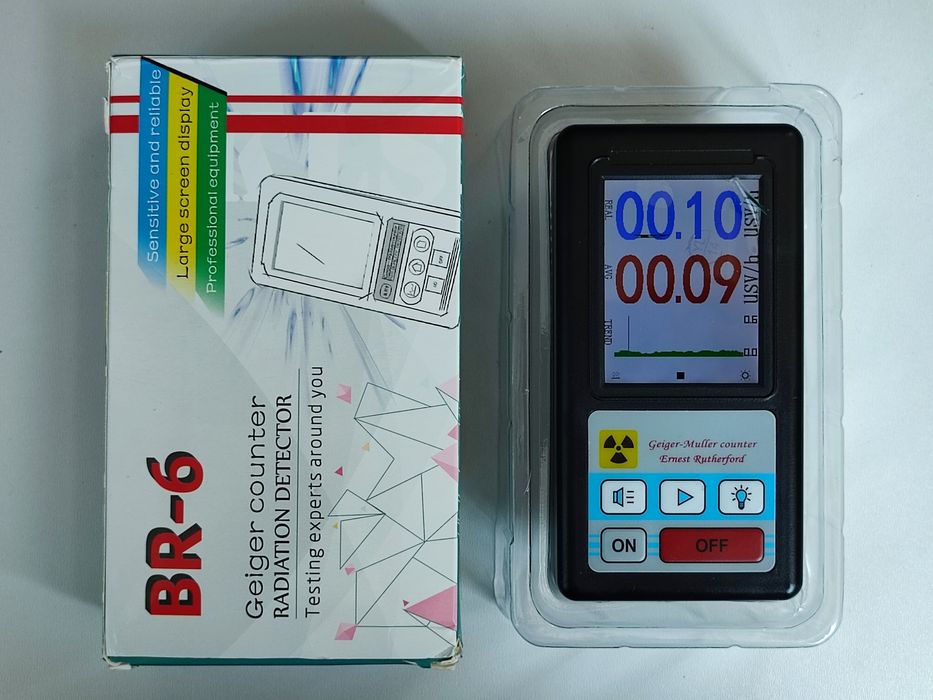 Sensitive and reliable
Large screen display
Professional equipment
BR-6
Geiger counter
RADIATION DETECTOR
Testing experts around you
REAL
00.10
uSv/h
AVG
00.09
uSv/h
TREND
0.6
0.0
Geiger-Muller counter
Ernest Rutherford
ON
OFF